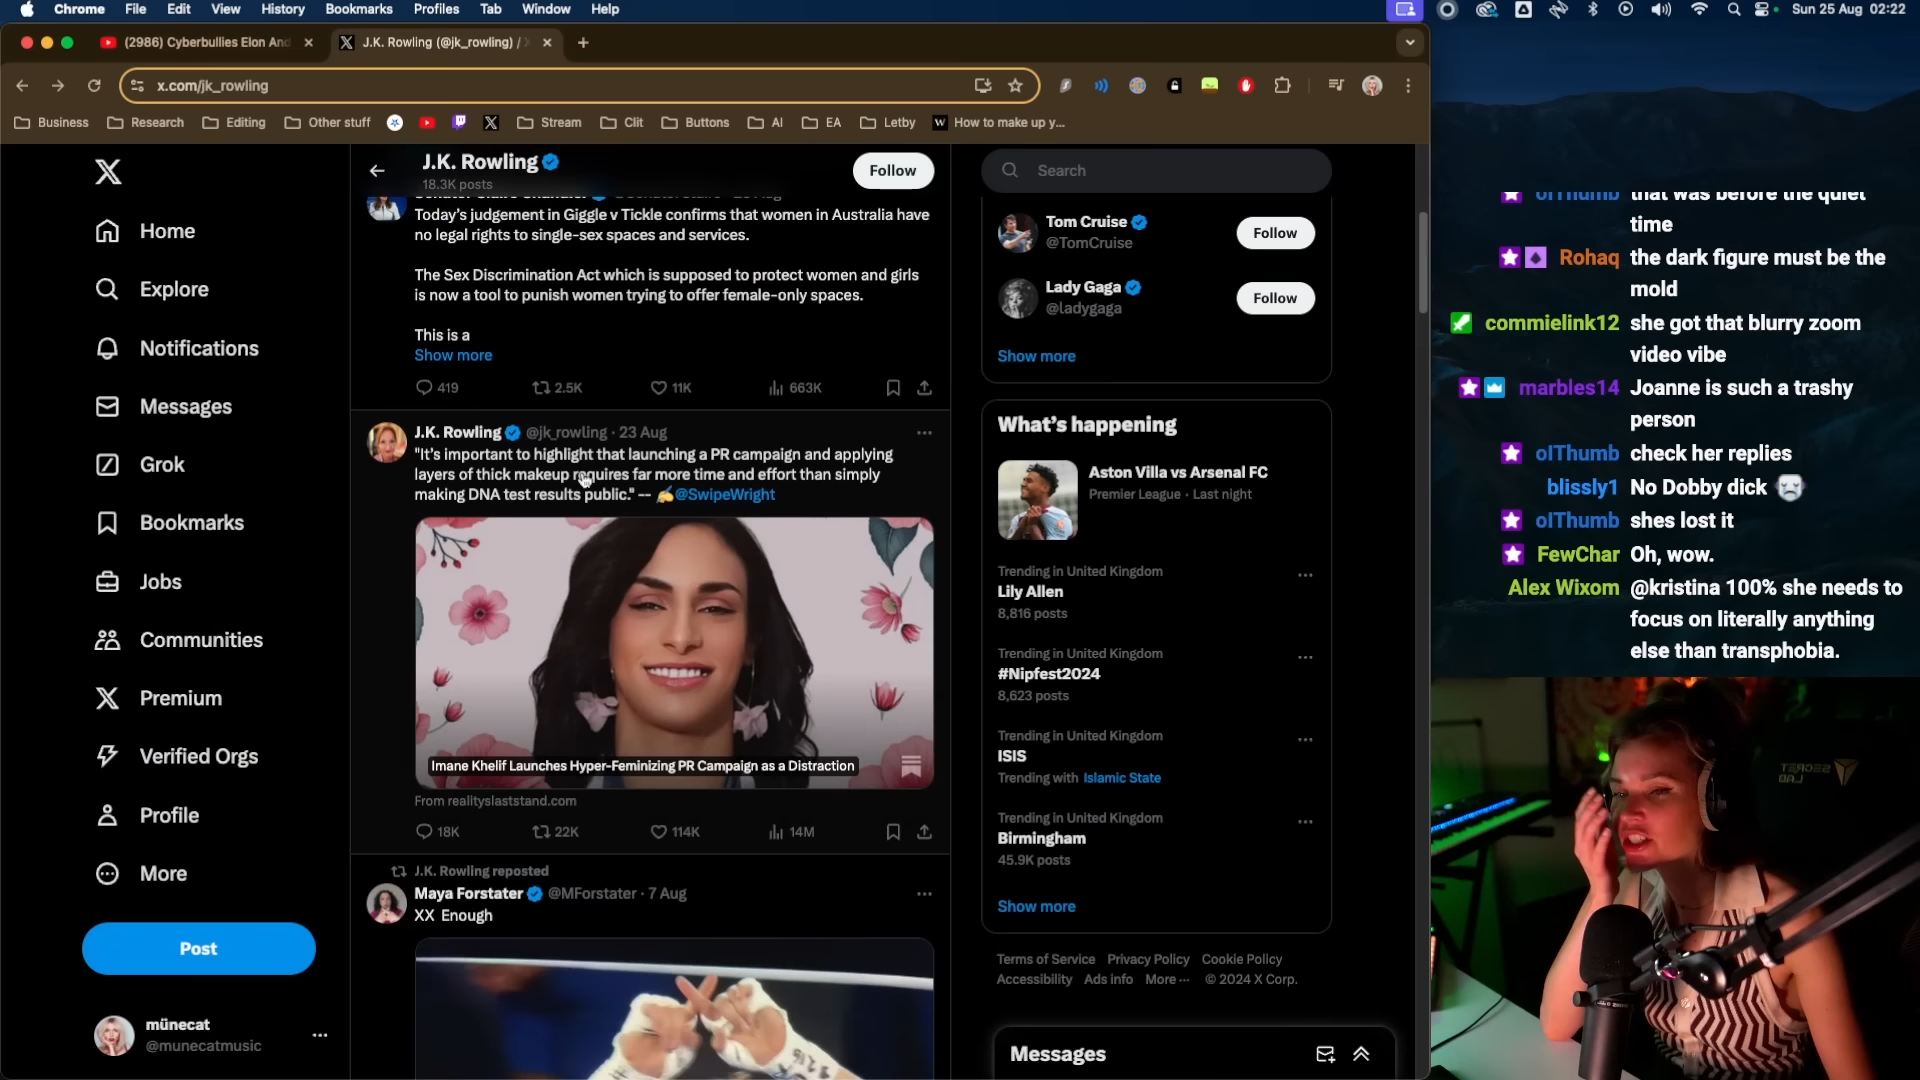 Chrome File Edit View History Bookmarks Profiles Tab Window Help
Sun 25 Aug 02:22
(2986) Cyberbullies Elon And
J.K. Rowling (@jk_rowling) /
x.com/jk_rowling
Business Research Editing Other stuff Stream Clit Buttons AI EA Letby How to make up y...
Home
Explore
Notifications
Messages
Grok
Bookmarks
Jobs
Communities
Premium
Verified Orgs
Profile
More
Post
münecat
@munecatmusic
J.K. Rowling
18.3K posts
Follow
Today's judgement in Giggle v Tickle confirms that women in Australia have
no legal rights to single-sex spaces and services.
The Sex Discrimination Act which is supposed to protect women and girls
is now a tool to punish women trying to offer female-only spaces.
This is a
Show more
419 2.5K 11K 663K
J.K. Rowling @jk_rowling · 23 Aug
"It's important to highlight that launching a PR campaign and applying
layers of thick makeup requires far more time and effort than simply
making DNA test results public." -- ✍️@SwipeWright
Imane Khelif Launches Hyper-Feminizing PR Campaign as a Distraction
From realityslaststand.com
18K 22K 114K 14M
J.K. Rowling reposted
Maya Forstater @MForstater · 7 Aug
XX Enough
Search
Tom Cruise
@TomCruise
Follow
Lady Gaga
@ladygaga
Follow
Show more
What's happening
Aston Villa vs Arsenal FC
Premier League · Last night
Trending in United Kingdom
Lily Allen
8,816 posts
Trending in United Kingdom
#Nipfest2024
8,623 posts
Trending in United Kingdom
ISIS
Trending with Islamic State
Trending in United Kingdom
Birmingham
45.9K posts
Show more
Terms of Service Privacy Policy Cookie Policy
Accessibility Ads info More ··· © 2024 X Corp.
Messages
that was before the quiet
time
Rohaq the dark figure must be the
mold
commielink12 she got that blurry zoom
video vibe
marbles14 Joanne is such a trashy
person
olThumb check her replies
blissly1 No Dobby dick
olThumb shes lost it
FewChar Oh, wow.
Alex Wixom @kristina 100% she needs to
focus on literally anything
else than transphobia.